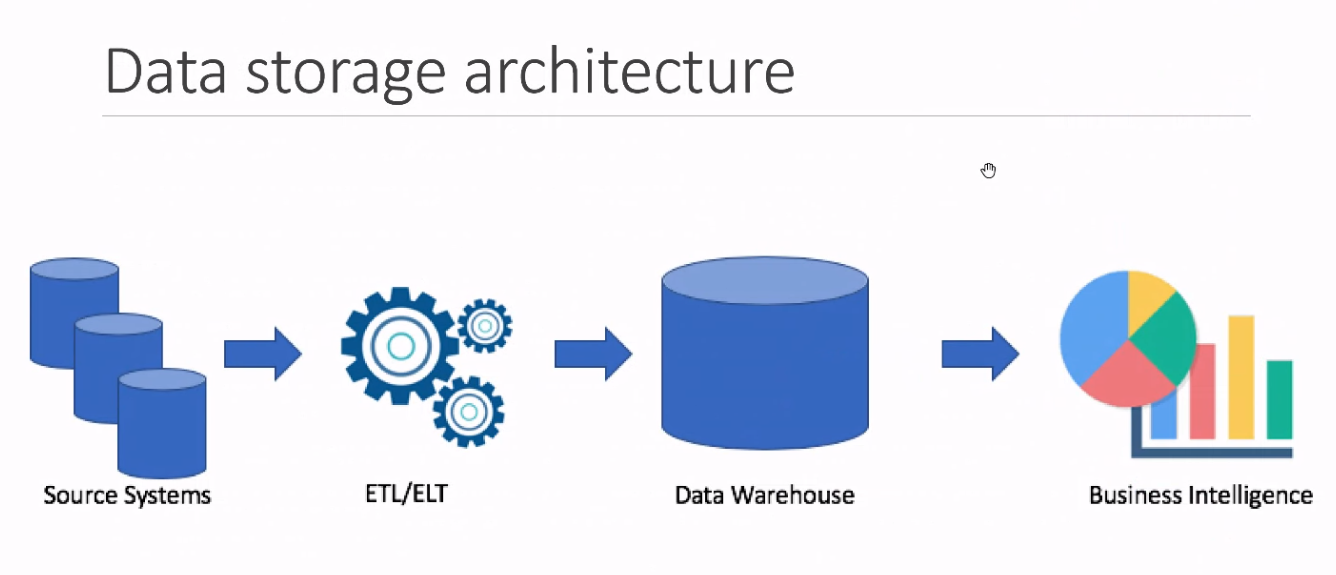 Data storage architecture
Source Systems
ETL/ELT
Data Warehouse
Business Intelligence